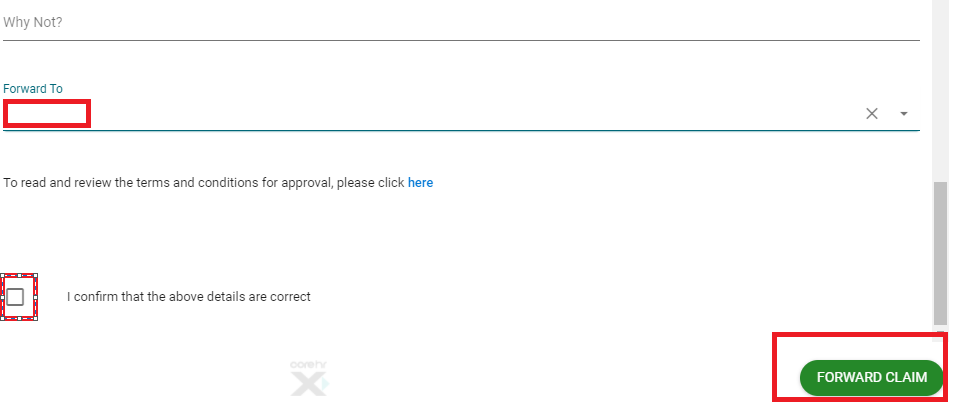 Why Not?
Forward To
To read and review the terms and conditions for approval, please click here
I confirm that the above details are correct
FORWARD CLAIM